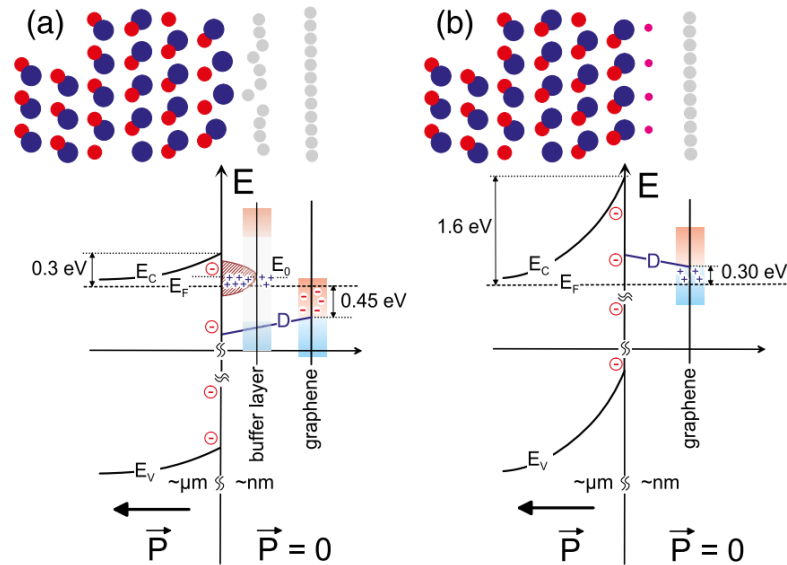 (a)
E
0.3 eV
E_C
E_0
E_F
0.45 eV
D
buffer layer
graphene
E_V
~μm
~nm
P
P = 0
(b)
E
1.6 eV
E_C
D
E_F
0.30 eV
graphene
E_V
~μm
~nm
P
P = 0